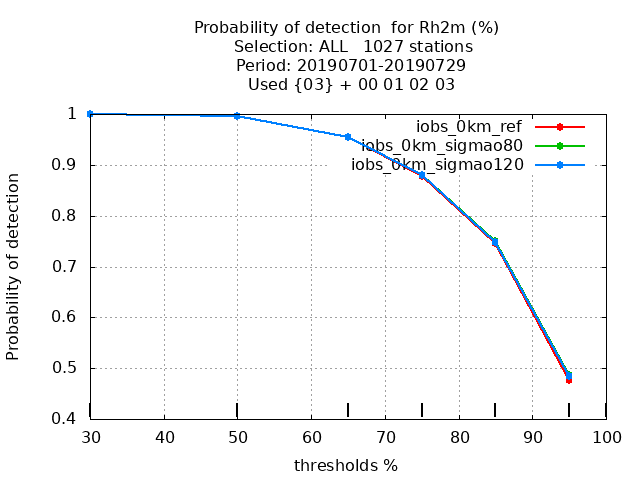 Probability of detection  for Rh2m (%)
Selection: ALL   1027 stations
Period: 20190701-20190729
Used {03} + 00 01 02 03
iobs_0km_ref
iobs_0km_sigmao80
iobs_0km_sigmao120
Probability of detection
1
0.9
0.8
0.7
0.6
0.5
0.4
30 40 50 60 70 80 90 100
thresholds %